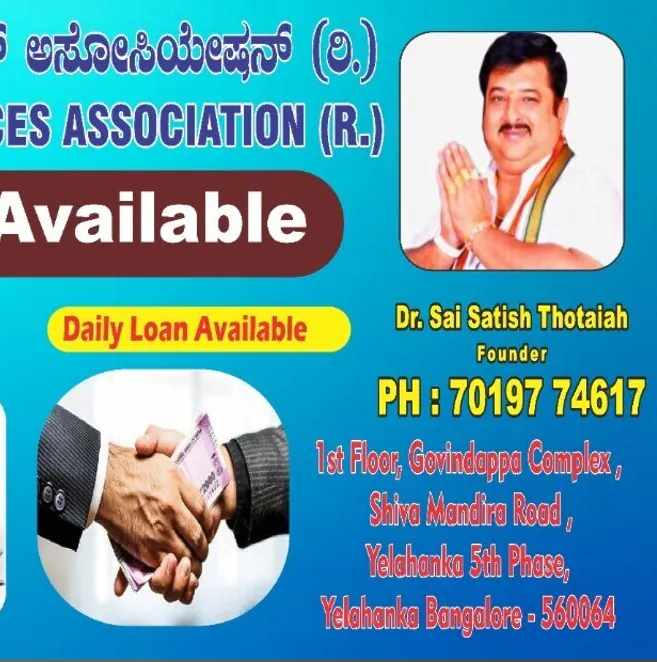 ಅಸೋಸಿಯೇಷನ್ (ರಿ.)
CES ASSOCIATION (R.)
Available
Daily Loan Available
Dr. Sai Satish Thotaiah
Founder
PH : 70197 74617
1st Floor, Govindappa Complex ,
Shiva Mandira Road ,
Yelahanka 5th Phase,
Yelahanka Bangalore - 560064